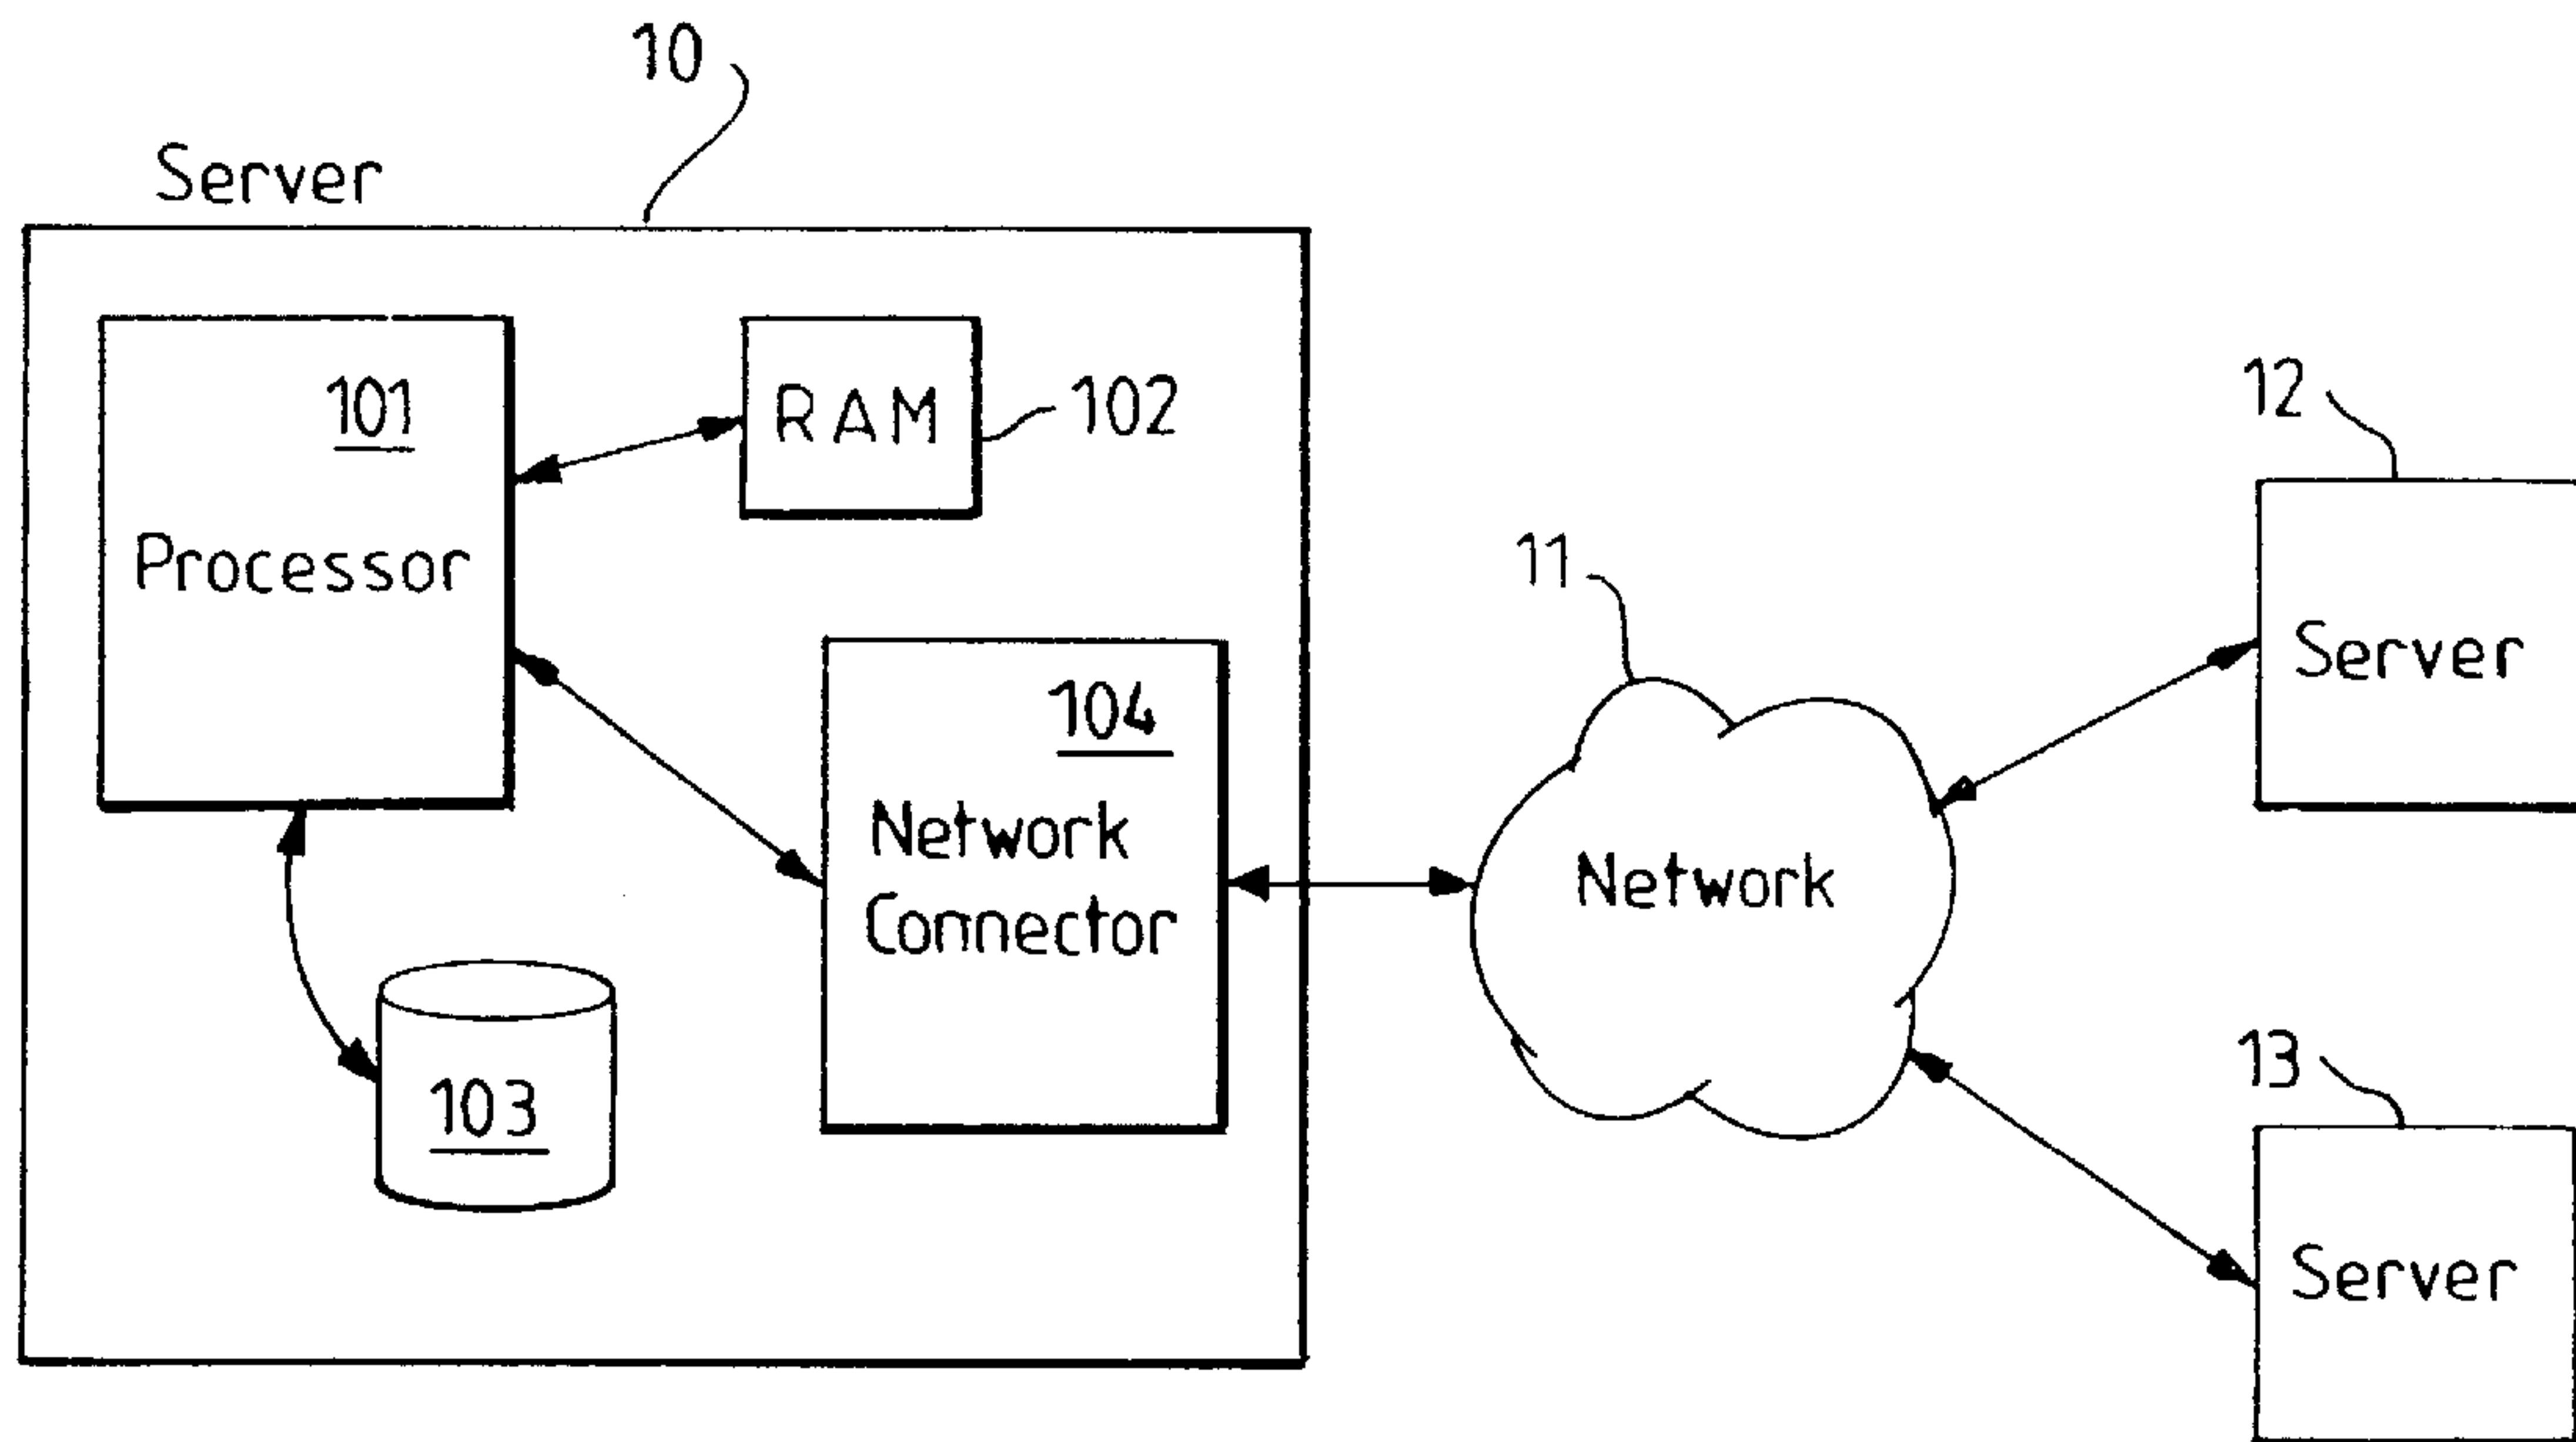 10
Server
101
Processor
RAM
102
104
Network
Connector
103
11
Network
12
Server
13
Server